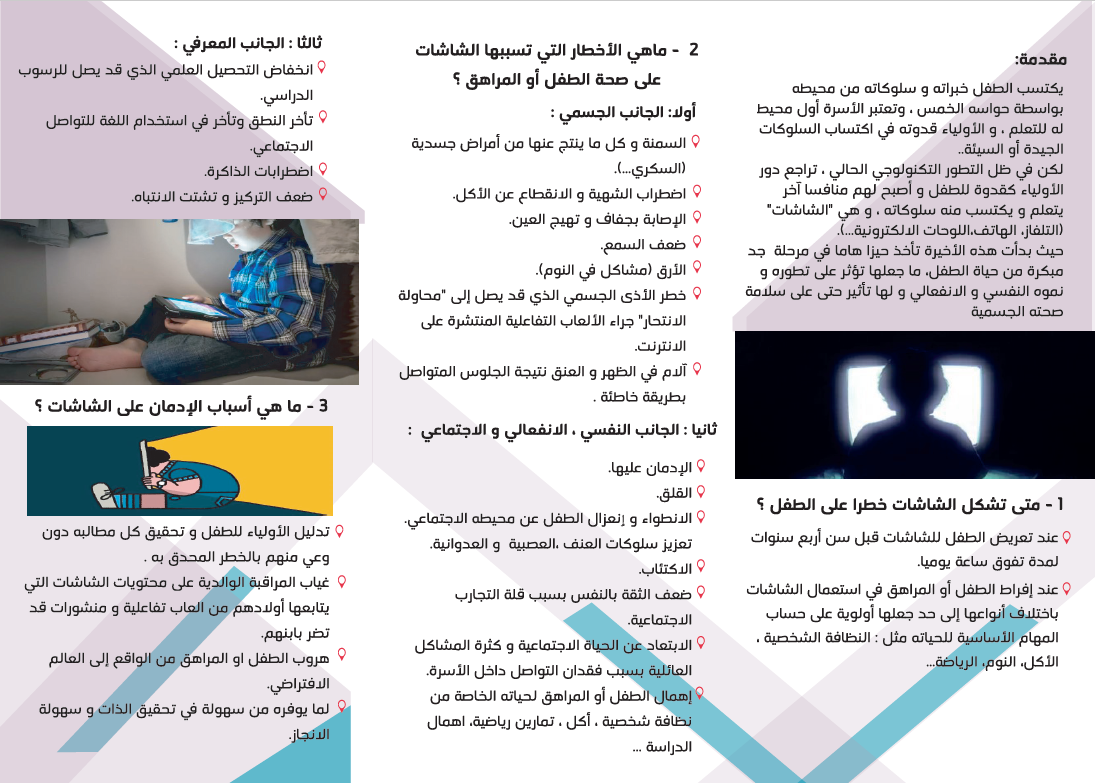 مقدمة:
يكتسب الطفل خبراته و سلوكاته من محيطه
بواسطة حواسه الخمس ، وتعتبر الأسرة أول محيط
له للتعلم ، و الأولياء قدوته في اكتساب السلوكات
الجيدة أو السيئة..
لكن في ظل التطور التكنولوجي الحالي ، تراجع دور
الأولياء كقدوة للطفل و أصبح لهم منافسا آخر
يتعلم و يكتسب منه سلوكاته ، و هي "الشاشات"
(التلفاز، الهاتف،اللوحات الالكترونية...).
حيث بدأت هذه الأخيرة تأخذ حيزا هاما في مرحلة جد
مبكرة من حياة الطفل، ما جعلها تؤثر على تطوره و
نموه النفسي و الانفعالي و لها تأثير حتى على سلامة
صحته الجسمية
1 - متى تشكل الشاشات خطرا على الطفل ؟
عند تعريض الطفل للشاشات قبل سن أربع سنوات
لمدة تفوق ساعة يوميا.
عند إفراط الطفل أو المراهق في استعمال الشاشات
باختلاف أنواعها إلى حد جعلها أولوية على حساب
المهام الأساسية للحياته مثل : النظافة الشخصية ،
الأكل، النوم، الرياضة...
2 - ماهي الأخطار التي تسببها الشاشات
على صحة الطفل أو المراهق ؟
أولا: الجانب الجسمي :
السمنة و كل ما ينتج عنها من أمراض جسدية
(السكري...).
اضطراب الشهية و الانقطاع عن الأكل.
الإصابة بجفاف و تهيج العين.
ضعف السمع.
الأرق (مشاكل في النوم).
خطر الأذى الجسمي الذي قد يصل إلى "محاولة
الانتحار" جراء الألعاب التفاعلية المنتشرة على
الانترنت.
آلام في الظهر و العنق نتيجة الجلوس المتواصل
بطريقة خاطئة .
ثانيا : الجانب النفسي ، الانفعالي و الاجتماعي :
الإدمان عليها.
القلق.
الانطواء و إنعزال الطفل عن محيطه الاجتماعي.
تعزيز سلوكات العنف ،العصبية و العدوانية.
الاكتئاب.
ضعف الثقة بالنفس بسبب قلة التجارب
الاجتماعية.
الابتعاد عن الحياة الاجتماعية و كثرة المشاكل
العائلية بسبب فقدان التواصل داخل الأسرة.
إهمال الطفل أو المراهق لحياته الخاصة من
نظافة شخصية ، أكل ، تمارين رياضية، اهمال
الدراسة ...
ثالثا : الجانب المعرفي :
انخفاض التحصيل العلمي الذي قد يصل للرسوب
الدراسي.
تأخر النطق وتأخر في استخدام اللغة للتواصل
الاجتماعي.
اضطرابات الذاكرة.
ضعف التركيز و تشتت الانتباه.
3 - ما هي أسباب الإدمان على الشاشات ؟
تدليل الأولياء للطفل و تحقيق كل مطالبه دون
وعي منهم بالخطر المحدق به .
غياب المراقبة الوالدية على محتويات الشاشات التي
يتابعها أولادهم من العاب تفاعلية و منشورات قد
تضر بابنهم.
هروب الطفل او المراهق من الواقع إلى العالم
الافتراضي.
لما يوفره من سهولة في تحقيق الذات و سهولة
الانجاز.